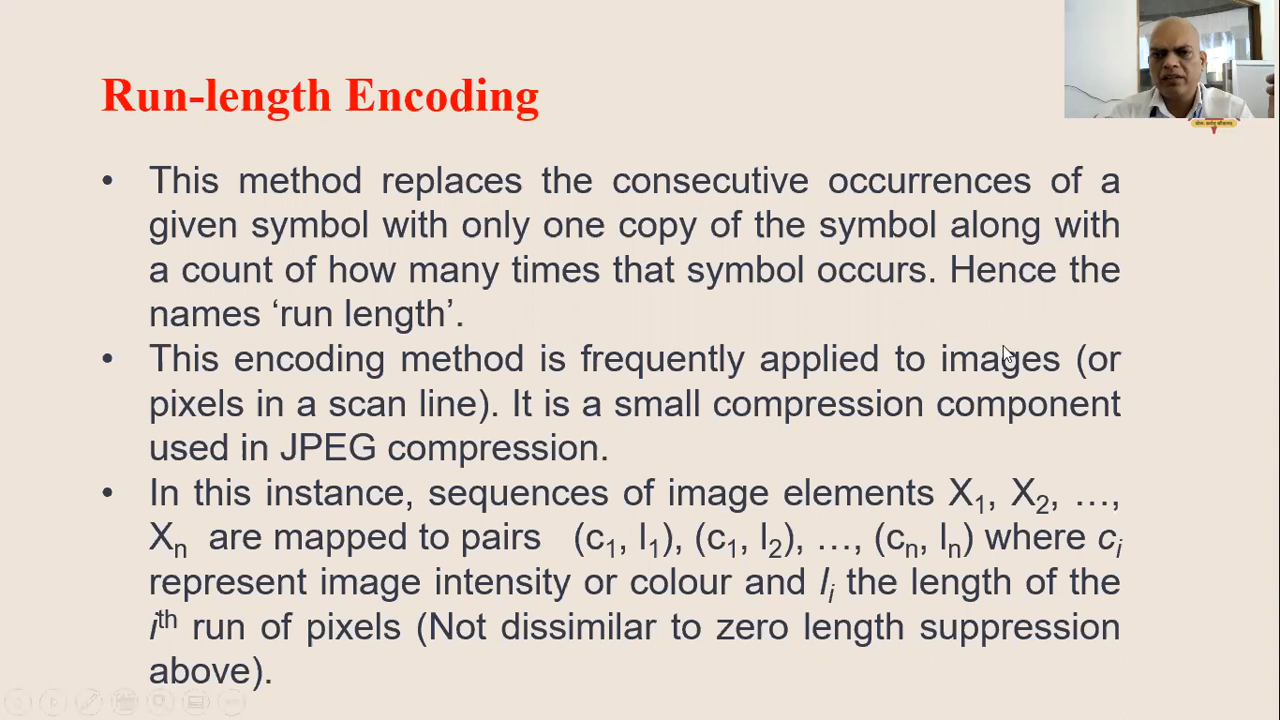 Run-length Encoding
• This method replaces the consecutive occurrences of a
given symbol with only one copy of the symbol along with
a count of how many times that symbol occurs. Hence the
names ‘run length’.
• This encoding method is frequently applied to images (or
pixels in a scan line). It is a small compression component
used in JPEG compression.
• In this instance, sequences of image elements X₁, X₂, …,
Xₙ are mapped to pairs (c₁, l₁), (c₁, l₂), …, (cₙ, lₙ) where cᵢ
represent image intensity or colour and lᵢ the length of the
iᵗʰ run of pixels (Not dissimilar to zero length suppression
above).